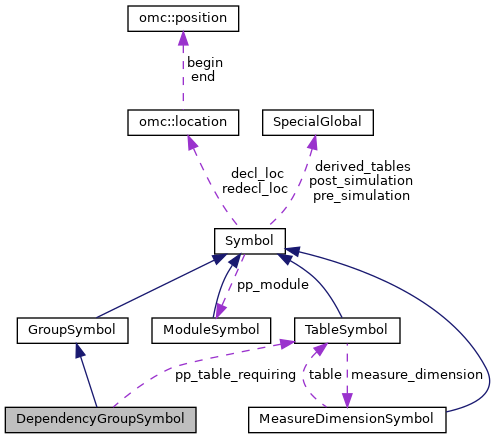 omc::position
begin
end
omc::location
SpecialGlobal
decl_loc
redecl_loc
derived_tables
post_simulation
pre_simulation
Symbol
pp_module
GroupSymbol
ModuleSymbol
TableSymbol
pp_table_requiring
table
measure_dimension
DependencyGroupSymbol
MeasureDimensionSymbol